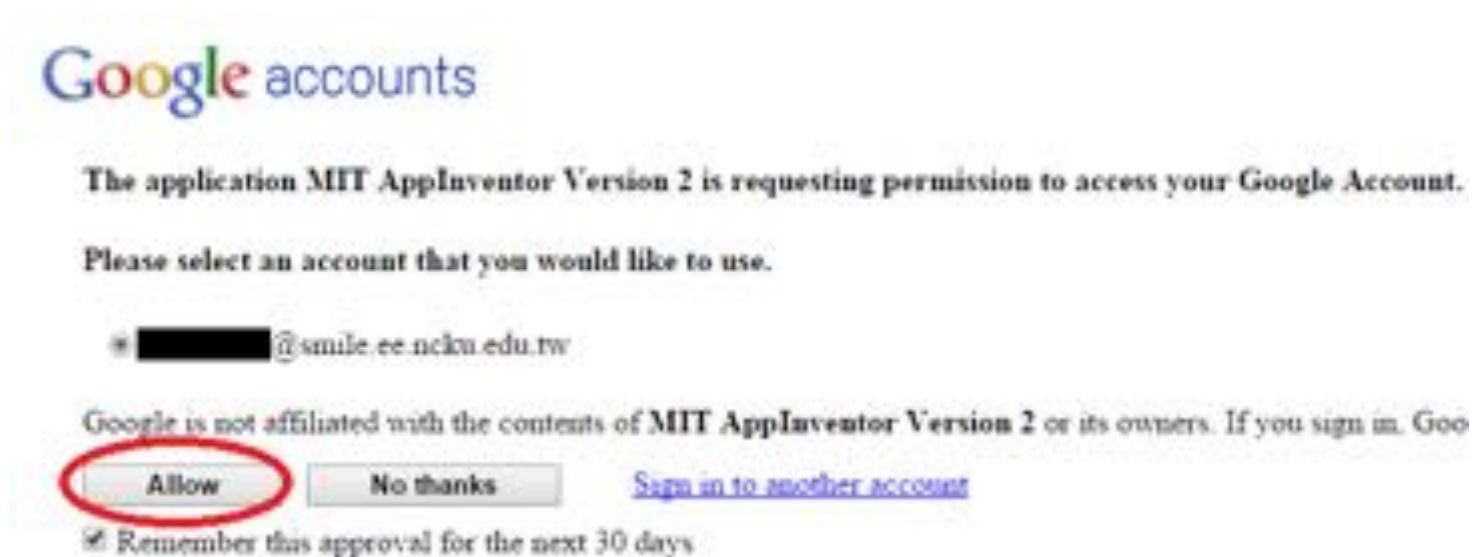 Google accounts
The application MIT AppInventor Version 2 is requesting permission to access your Google Account.
Please select an account that you would like to use.
@smile.ee.ncku.edu.tw
Google is not affiliated with the contents of MIT AppInventor Version 2 or its owners. If you sign in, Goo
Allow No thanks Sign in to another account
Remember this approval for the next 30 days